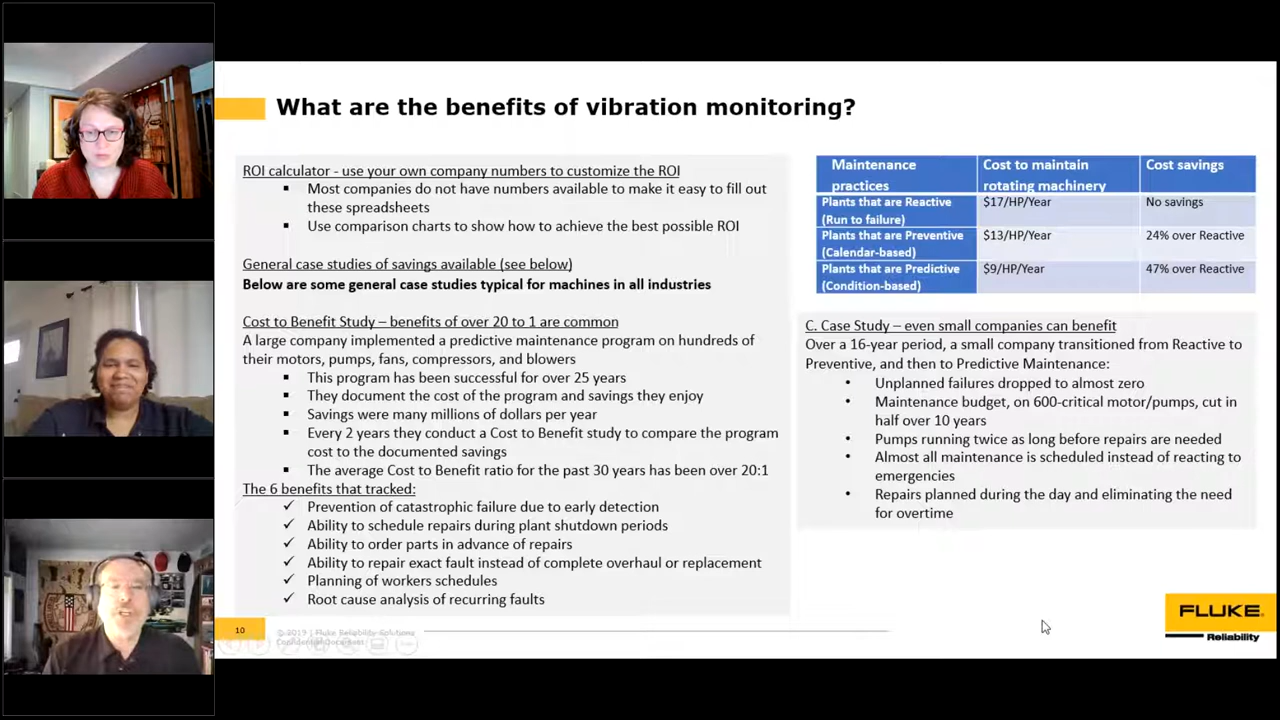 What are the benefits of vibration monitoring?
ROI calculator - use your own company numbers to customize the ROI
▪ Most companies do not have numbers available to make it easy to fill out
these spreadsheets
▪ Use comparison charts to show how to achieve the best possible ROI
General case studies of savings available (see below)
Below are some general case studies typical for machines in all industries
Cost to Benefit Study – benefits of over 20 to 1 are common
A large company implemented a predictive maintenance program on hundreds of
their motors, pumps, fans, compressors, and blowers
▪ This program has been successful for over 25 years
▪ They document the cost of the program and savings they enjoy
▪ Savings were many millions of dollars per year
▪ Every 2 years they conduct a Cost to Benefit study to compare the program
cost to the documented savings
▪ The average Cost to Benefit ratio for the past 30 years has been over 20:1
The 6 benefits that tracked:
✓ Prevention of catastrophic failure due to early detection
✓ Ability to schedule repairs during plant shutdown periods
✓ Ability to order parts in advance of repairs
✓ Ability to repair exact fault instead of complete overhaul or replacement
✓ Planning of workers schedules
✓ Root cause analysis of recurring faults
Maintenance practices | Cost to maintain rotating machinery | Cost savings
Plants that are Reactive (Run to failure) | $17/HP/Year | No savings
Plants that are Preventive (Calendar-based) | $13/HP/Year | 24% over Reactive
Plants that are Predictive (Condition-based) | $9/HP/Year | 47% over Reactive
C. Case Study – even small companies can benefit
Over a 16-year period, a small company transitioned from Reactive to
Preventive, and then to Predictive Maintenance:
• Unplanned failures dropped to almost zero
• Maintenance budget, on 600-critical motor/pumps, cut in
half over 10 years
• Pumps running twice as long before repairs are needed
• Almost all maintenance is scheduled instead of reacting to
emergencies
• Repairs planned during the day and eliminating the need
for overtime
10
© 2019 | Fluke Reliability Solutions
Confidential Document
FLUKE®
Reliability